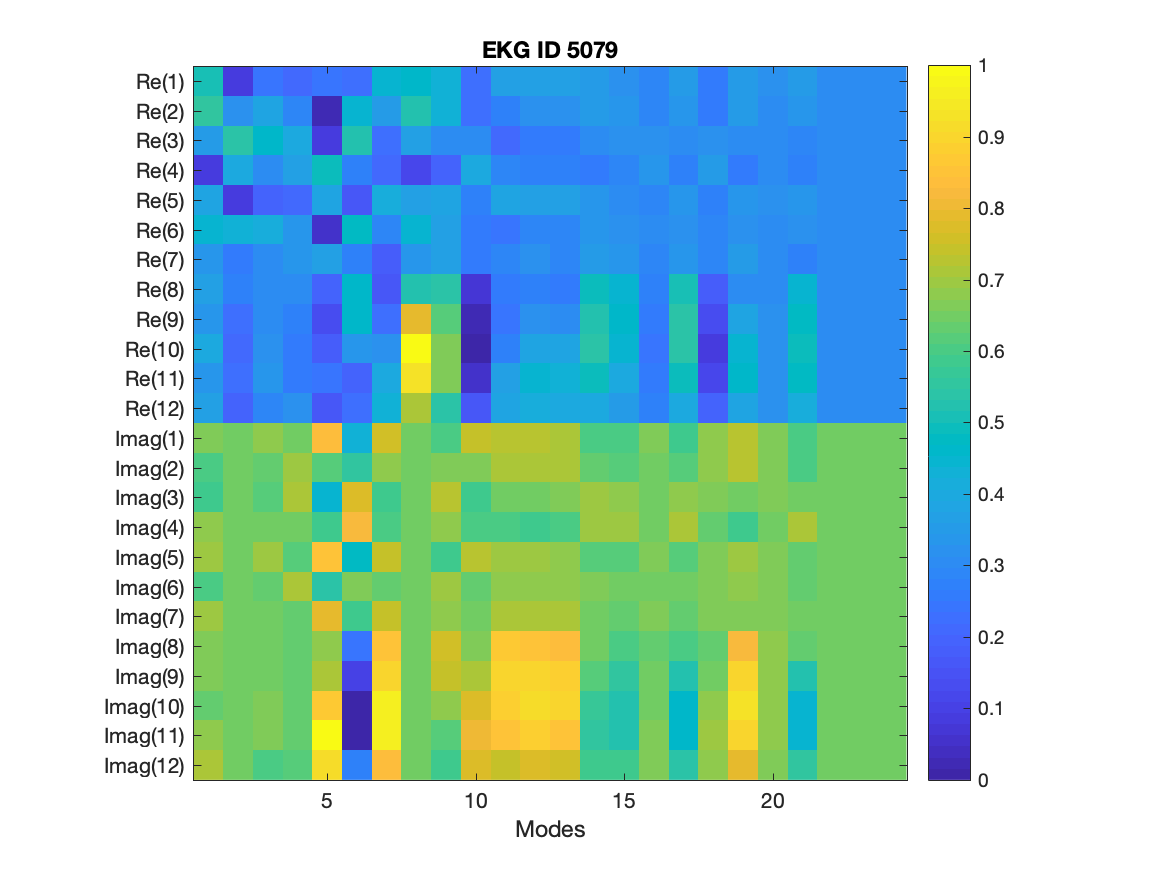 EKG ID 5079
Re(1)
Re(2)
Re(3)
Re(4)
Re(5)
Re(6)
Re(7)
Re(8)
Re(9)
Re(10)
Re(11)
Re(12)
Imag(1)
Imag(2)
Imag(3)
Imag(4)
Imag(5)
Imag(6)
Imag(7)
Imag(8)
Imag(9)
Imag(10)
Imag(11)
Imag(12)
5 10 15 20
Modes
1
0.9
0.8
0.7
0.6
0.5
0.4
0.3
0.2
0.1
0